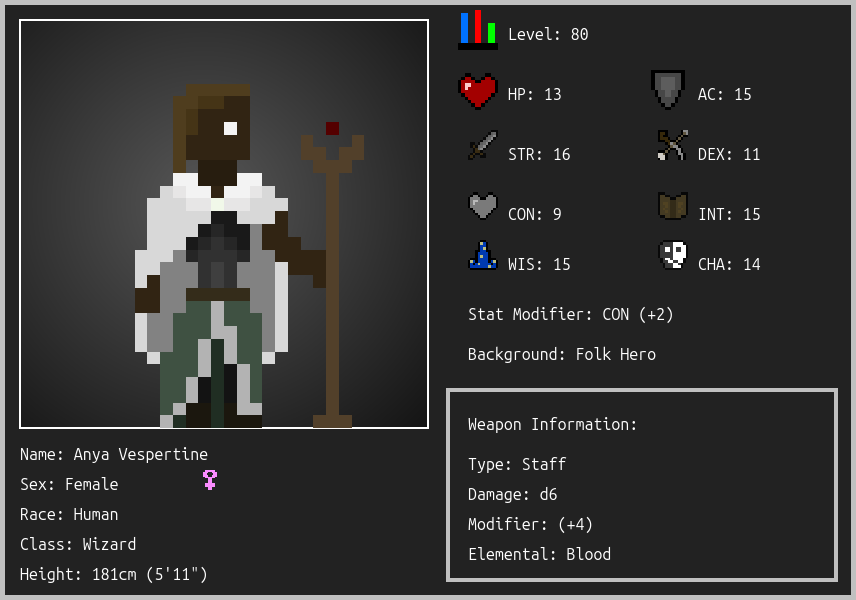 Level: 80
HP: 13
AC: 15
STR: 16
DEX: 11
CON: 9
INT: 15
WIS: 15
CHA: 14
Stat Modifier: CON (+2)
Background: Folk Hero
Weapon Information:
Type: Staff
Damage: d6
Modifier: (+4)
Elemental: Blood
Name: Anya Vespertine
Sex: Female
Race: Human
Class: Wizard
Height: 181cm (5'11")